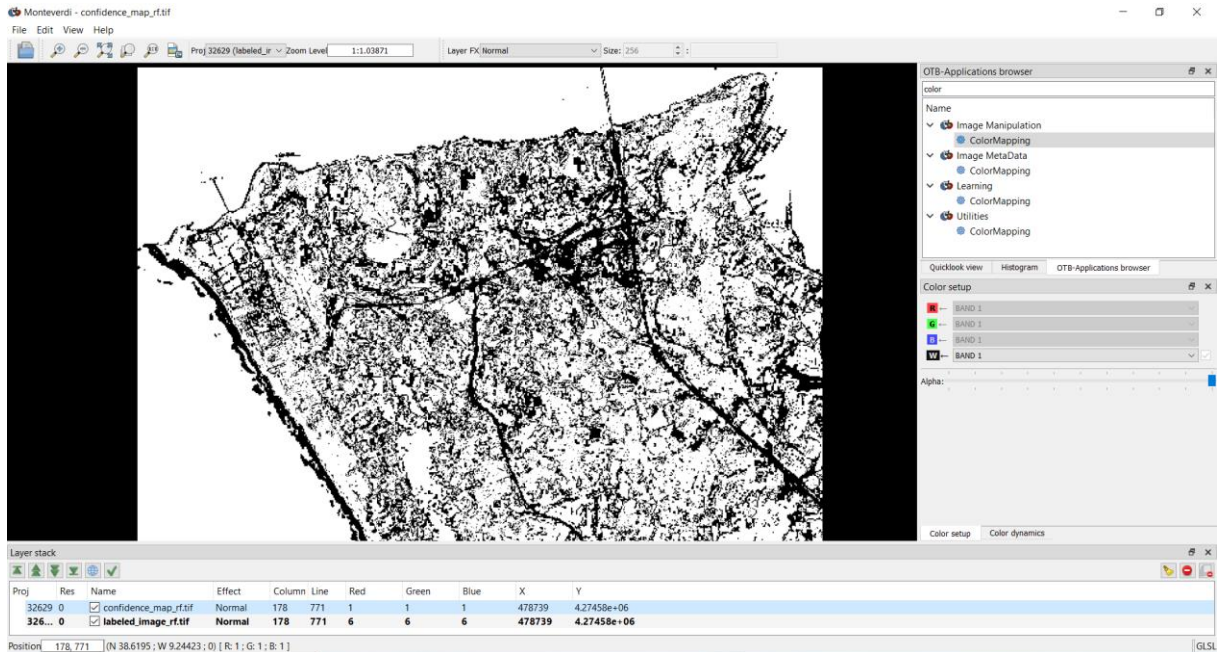 Monteverdi - confidence_map_rf.tif
File Edit View Help
Proj 32629 (labeled_ir Zoom Level 1:1.03871 Layer FX Normal Size: 256 :
OTB-Applications browser
color
Name
Image Manipulation
ColorMapping
Image MetaData
ColorMapping
Learning
ColorMapping
Utilities
ColorMapping
Quicklook view Histogram OTB-Applications browser
Color setup
R BAND 1
G BAND 1
B BAND 1
W BAND 1
Alpha:
Color setup Color dynamics
Layer stack
Proj Res Name Effect Column Line Red Green Blue X Y
32629 0 confidence_map_rf.tif Normal 178 771 1 1 1 478739 4.27458e+06
326... 0 labeled_image_rf.tif Normal 178 771 6 6 6 478739 4.27458e+06
Position 178, 771 (N 38.6195 ; W 9.24423 ; 0) [ R: 1 ; G: 1 ; B: 1 ] GLSL